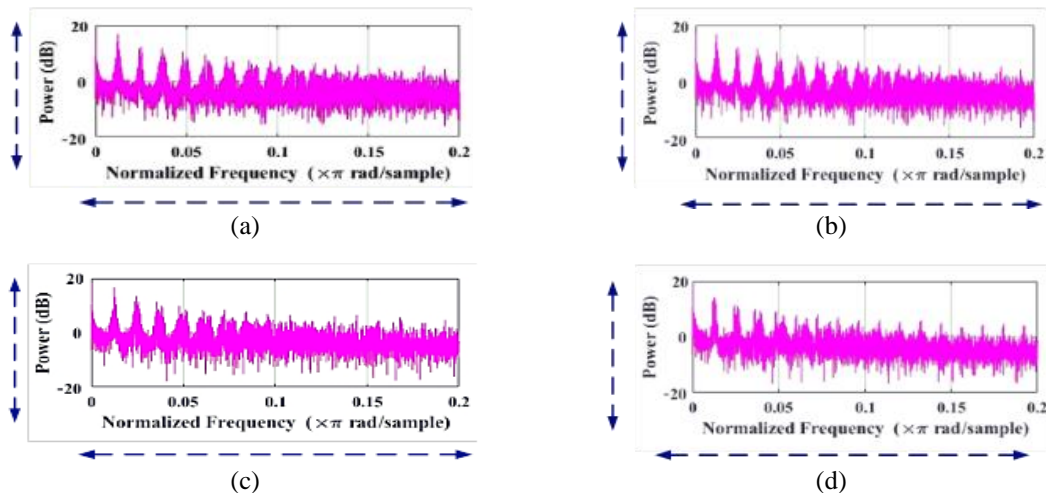 20
0
-20
Power (dB)
0 0.05 0.1 0.15 0.2
Normalized Frequency (×π rad/sample)
(a)
20
0
-20
Power (dB)
0 0.05 0.1 0.15 0.2
Normalized Frequency (×π rad/sample)
(b)
20
0
-20
Power (dB)
0 0.05 0.1 0.15 0.2
Normalized Frequency (×π rad/sample)
(c)
20
0
-20
Power (dB)
0 0.05 0.1 0.15 0.2
Normalized Frequency (×π rad/sample)
(d)